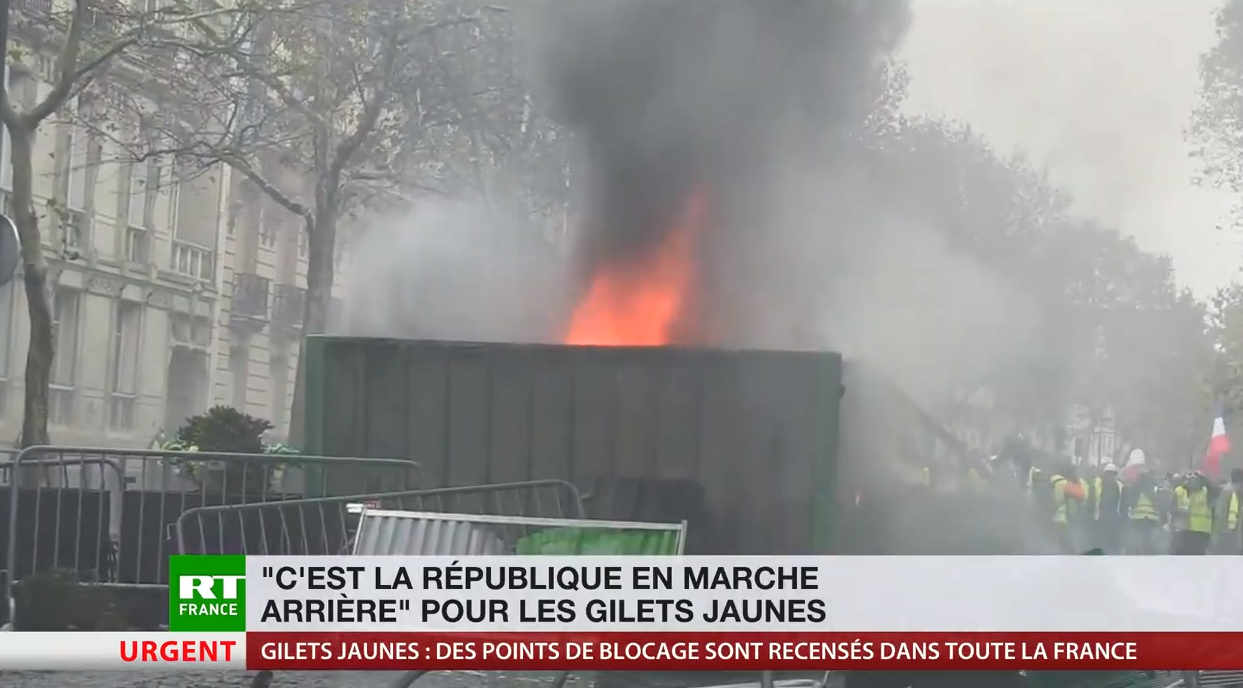 "C'EST LA RÉPUBLIQUE EN MARCHE
ARRIÈRE" POUR LES GILETS JAUNES
RT
FRANCE
URGENT
GILETS JAUNES : DES POINTS DE BLOCAGE SONT RECENSÉS DANS TOUTE LA FRANCE